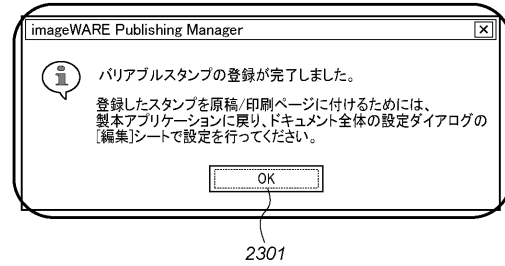 imageWARE Publishing Manager
バリアブルスタンプの登録が完了しました。
登録したスタンプを原稿/印刷ページに付けるためには、
製本アプリケーションに戻り、ドキュメント全体の設定ダイアログの
[編集]シートで設定を行ってください。
OK
2301